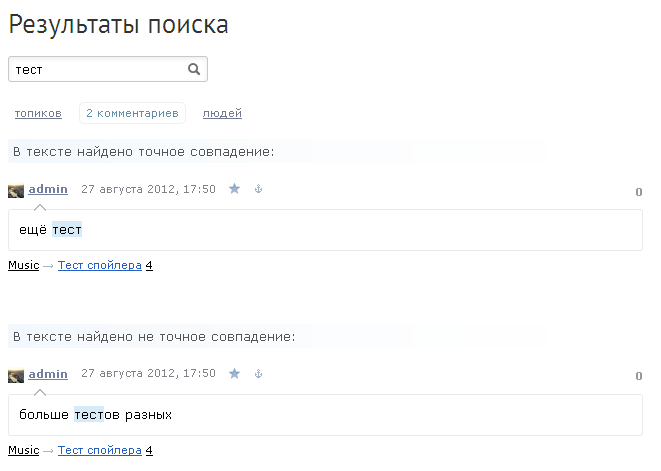 Результаты поиска
тест
топиков 2 комментариев людей
В тексте найдено точное совпадение:
admin 27 августа 2012, 17:50 0
ещё тест
Music → Тест спойлера 4
В тексте найдено не точное совпадение:
admin 27 августа 2012, 17:50 0
больше тестов разных
Music → Тест спойлера 4